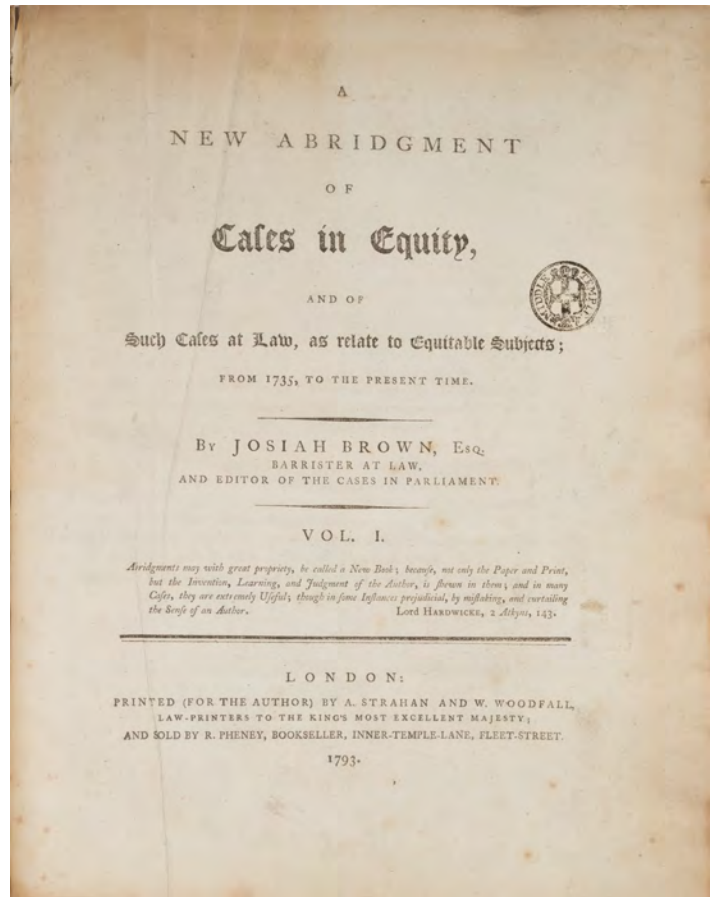 A
NEW ABRIDGMENT
OF
Caſes in Equity,
AND OF
Such Caſes at Law, as relate to Equitable Subjects;
FROM 1735, TO THE PRESENT TIME.
BY JOSIAH BROWN, ESQ;
BARRISTER AT LAW,
AND EDITOR OF THE CASES IN PARLIAMENT.
VOL. I.
Abridgments may with great propriety, be called a New Book; becauſe, not only the Paper and Print,
but the Invention, Learning, and Judgment of the Author, is ſhewn in them; and in many
Caſes, they are extremely Uſeful; though in ſome Inſtances prejudicial, by miſtaking, and curtailing
the Senſe of an Author. Lord HARDWICKE, 2 Atkyns, 143.
LONDON:
PRINTED (FOR THE AUTHOR) BY A. STRAHAN AND W. WOODFALL,
LAW-PRINTERS TO THE KING'S MOST EXCELLENT MAJESTY;
AND SOLD BY R. PHENEY, BOOKSELLER, INNER-TEMPLE-LANE, FLEET-STREET.
1793.
MIDDLE TEMPLE